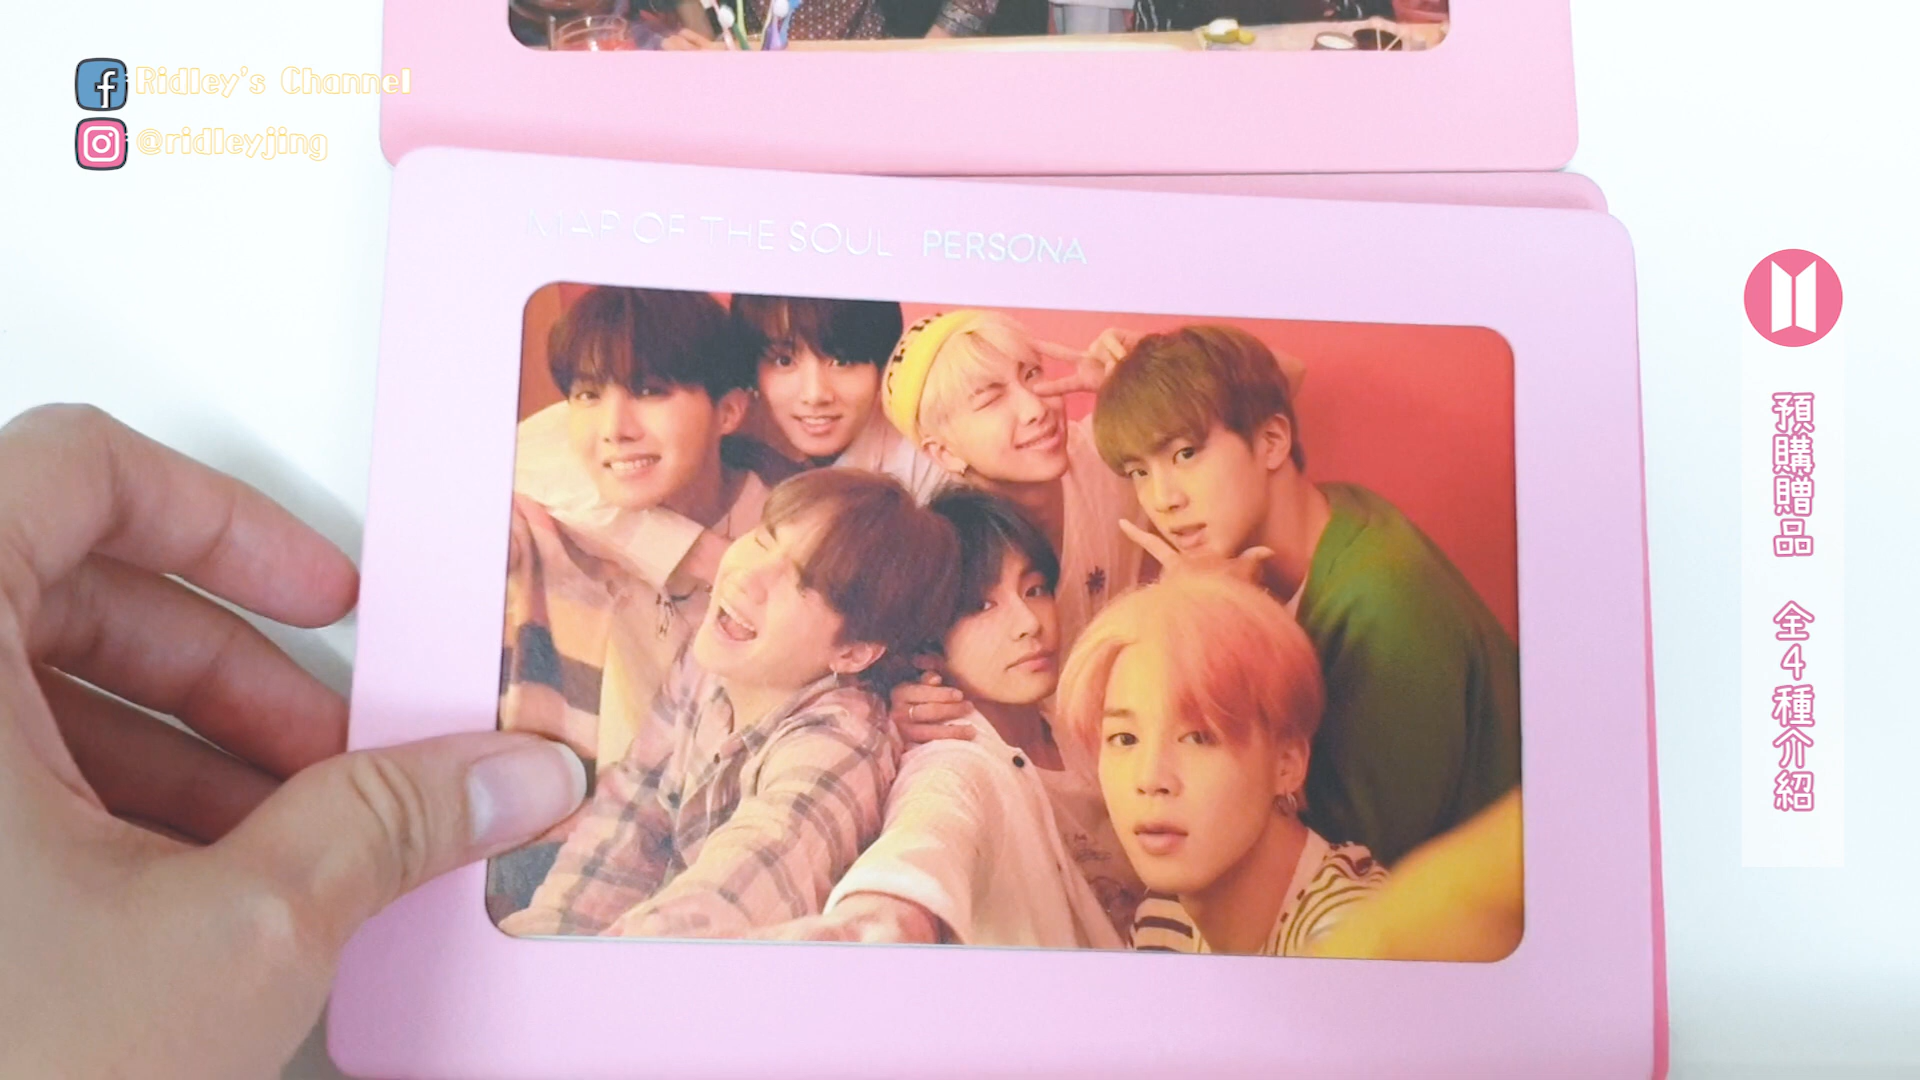 Ridley's Channel
@ridleyjing
MAP OF THE SOUL PERSONA
預購贈品 全4種介紹